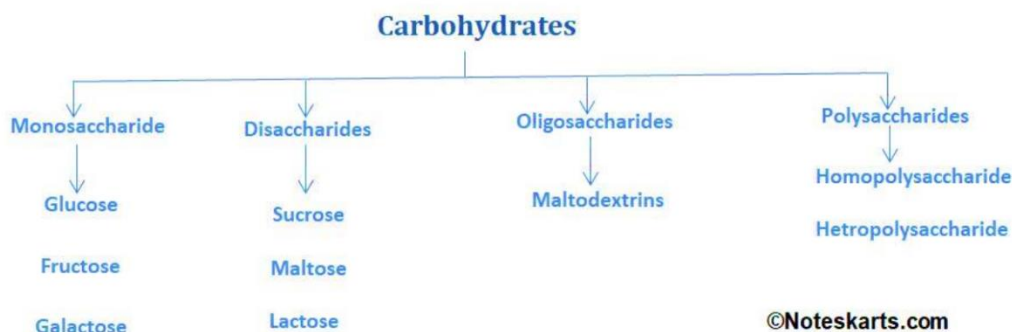 Carbohydrates
Monosaccharide
Glucose
Fructose
Galactose
Disaccharides
Sucrose
Maltose
Lactose
Oligosaccharides
Maltodextrins
Polysaccharides
Homopolysaccharide
Hetropolysaccharide
©Noteskarts.com